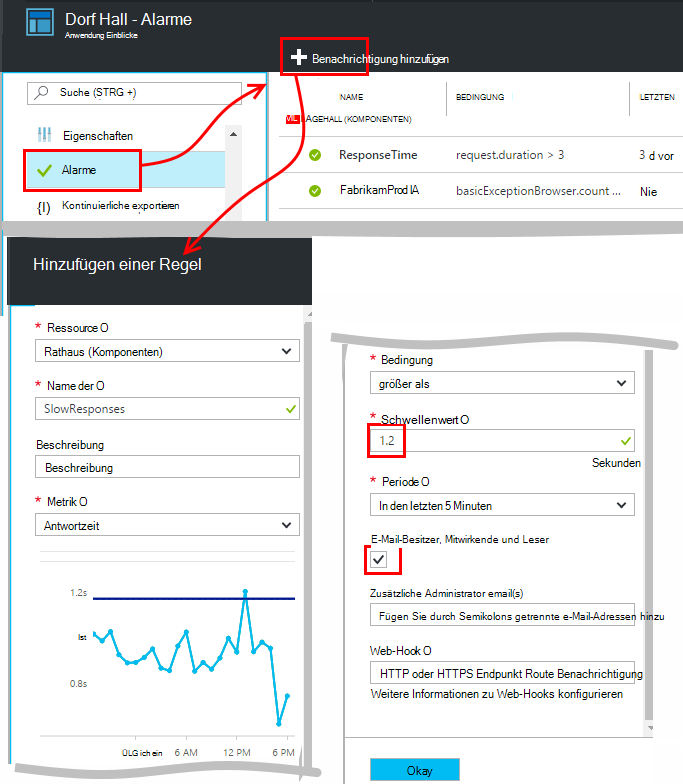 Dorf Hall - Alarme
Anwendung Einblicke
Benachrichtigung hinzufügen
Suche (STRG +)
Eigenschaften
Alarme
Kontinuierliche exportieren
NAME BEDINGUNG LETZTEN
AGEHALL (KOMPONENTEN)
ResponseTime request.duration > 3 3 d vor
FabrikamProd IA basicExceptionBrowser.count ... Nie
Hinzufügen einer Regel
* Ressource O
Rathaus (Komponenten)
* Name der O
SlowResponses
Beschreibung
Beschreibung
* Metrik O
Antwortzeit
1.2s
Ist
0.8s
ÜLG ich ein 6 AM 12 PM 6 PM
* Bedingung
größer als
* Schwellenwert O
1.2
Sekunden
* Periode O
In den letzten 5 Minuten
E-Mail-Besitzer, Mitwirkende und Leser
Zusätzliche Administrator email(s)
Fügen Sie durch Semikolons getrennte e-Mail-Adressen hinzu
Web-Hook O
HTTP oder HTTPS Endpunkt Route Benachrichtigung
Weitere Informationen zu Web-Hooks konfigurieren
Okay